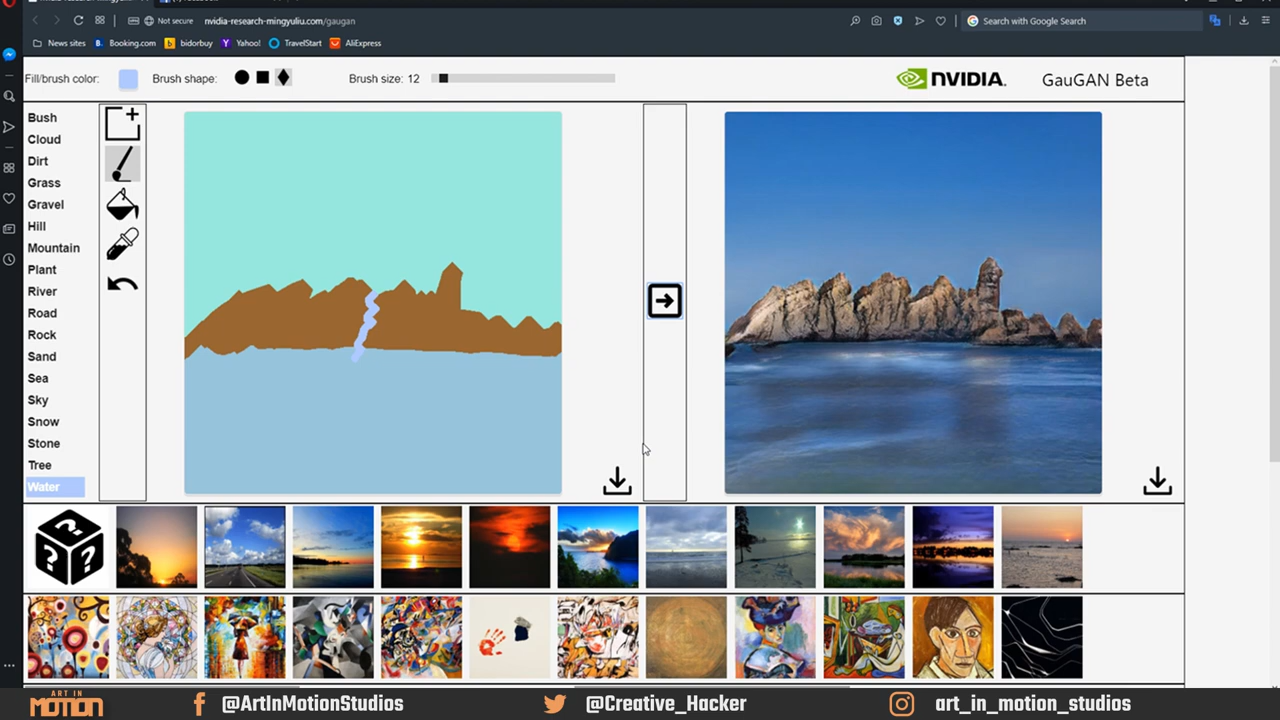 Not secure
nvidia-research-mingyuliu.com/gaugan
Search with Google Search
News sites
B. Booking.com
b bidorbuy
Y Yahoo!
TravelStart
AliExpress
Fill/brush color:
Brush shape:
Brush size: 12
NVIDIA.
GauGAN Beta
Bush
Cloud
Dirt
Grass
Gravel
Hill
Mountain
Plant
River
Road
Rock
Sand
Sea
Sky
Snow
Stone
Tree
Water
? ? ?
ART IN
MOTION
@ArtInMotionStudios
@Creative_Hacker
art_in_motion_studios